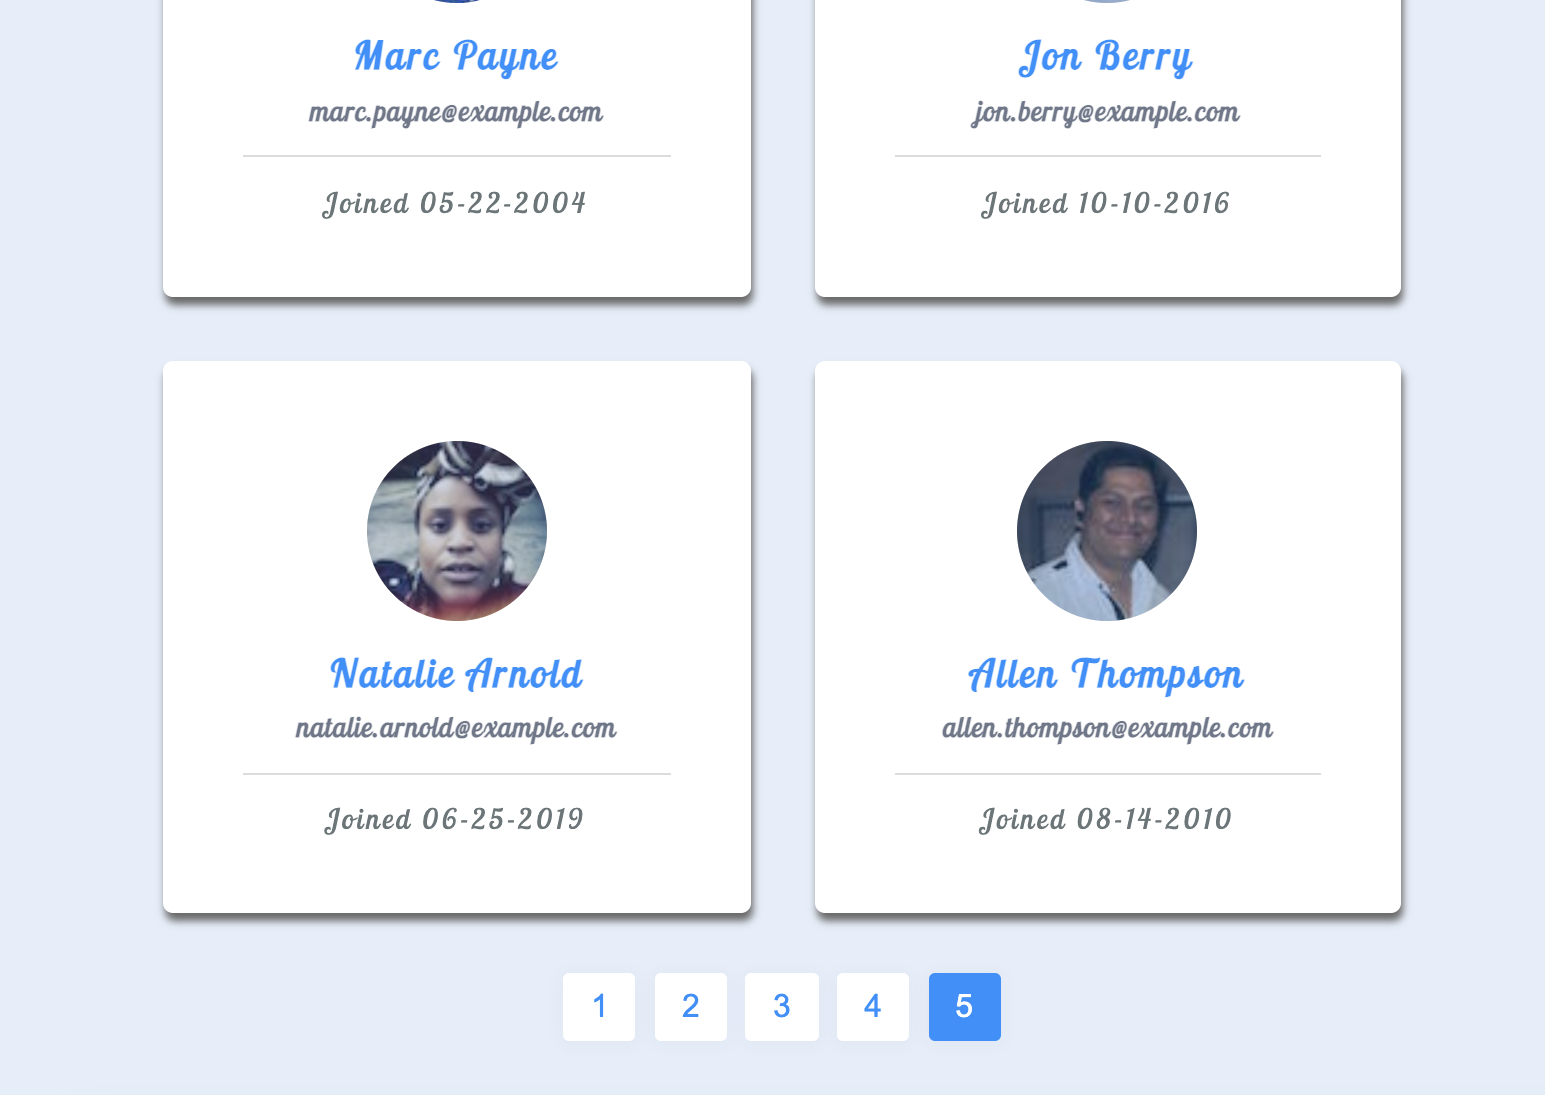 Marc Payne
marc.payne@example.com
Joined 05-22-2004
Jon Berry
jon.berry@example.com
Joined 10-10-2016
Natalie Arnold
natalie.arnold@example.com
Joined 06-25-2019
Allen Thompson
allen.thompson@example.com
Joined 08-14-2010
1 2 3 4 5